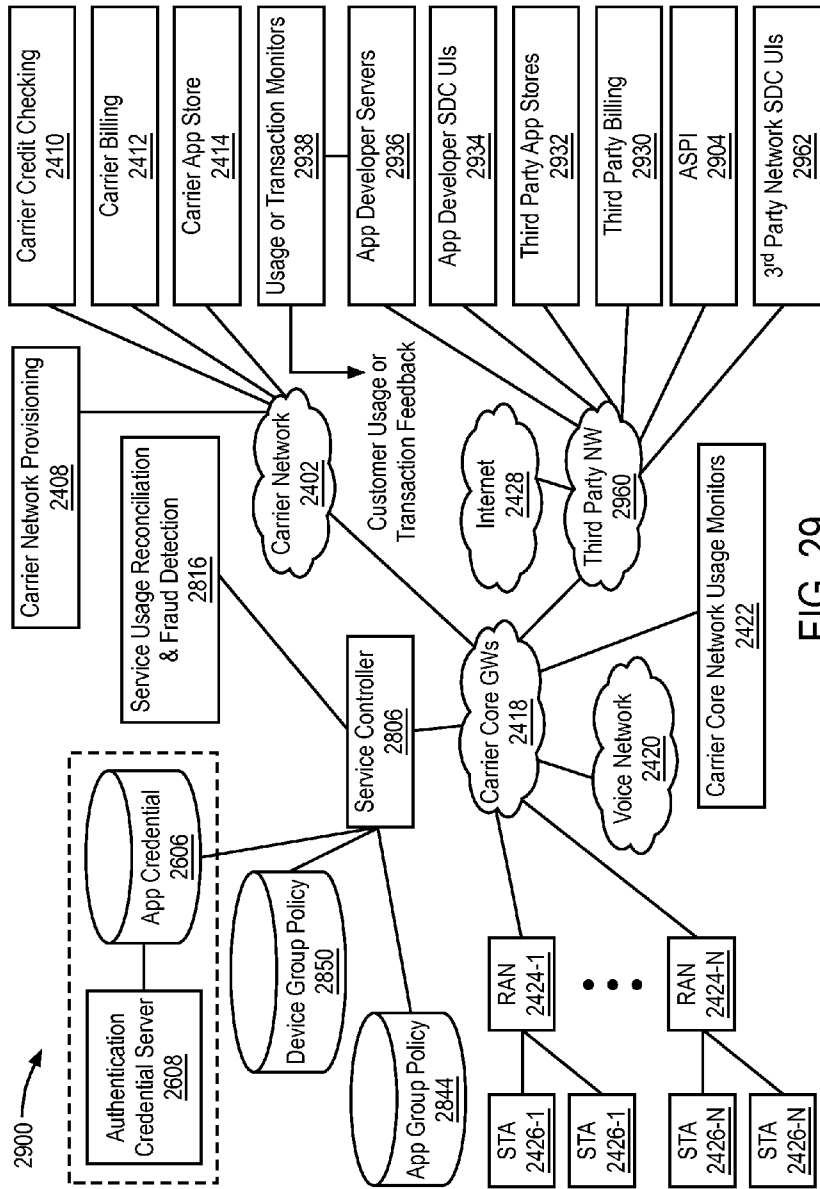 2900
Authentication
Credential Server
2608
App Credential
2606
Device Group Policy
2850
App Group Policy
2844
Service Usage Reconciliation
& Fraud Detection
2816
Service Controller
2806
Carrier Network Provisioning
2408
Carrier Network
2402
Carrier Credit Checking
2410
Carrier Billing
2412
Carrier App Store
2414
Usage or Transaction Monitors
2938
Customer Usage or
Transaction Feedback
App Developer Servers
2936
App Developer SDC UIs
2934
Third Party App Stores
2932
Third Party Billing
2930
ASPI
2904
3rd Party Network SDC UIs
2962
Internet
2428
Third Party NW
2960
Carrier Core GWs
2418
Voice Network
2420
Carrier Core Network Usage Monitors
2422
RAN
2424-1
RAN
2424-N
STA
2426-1
STA
2426-1
STA
2426-N
STA
2426-N
FIG. 29